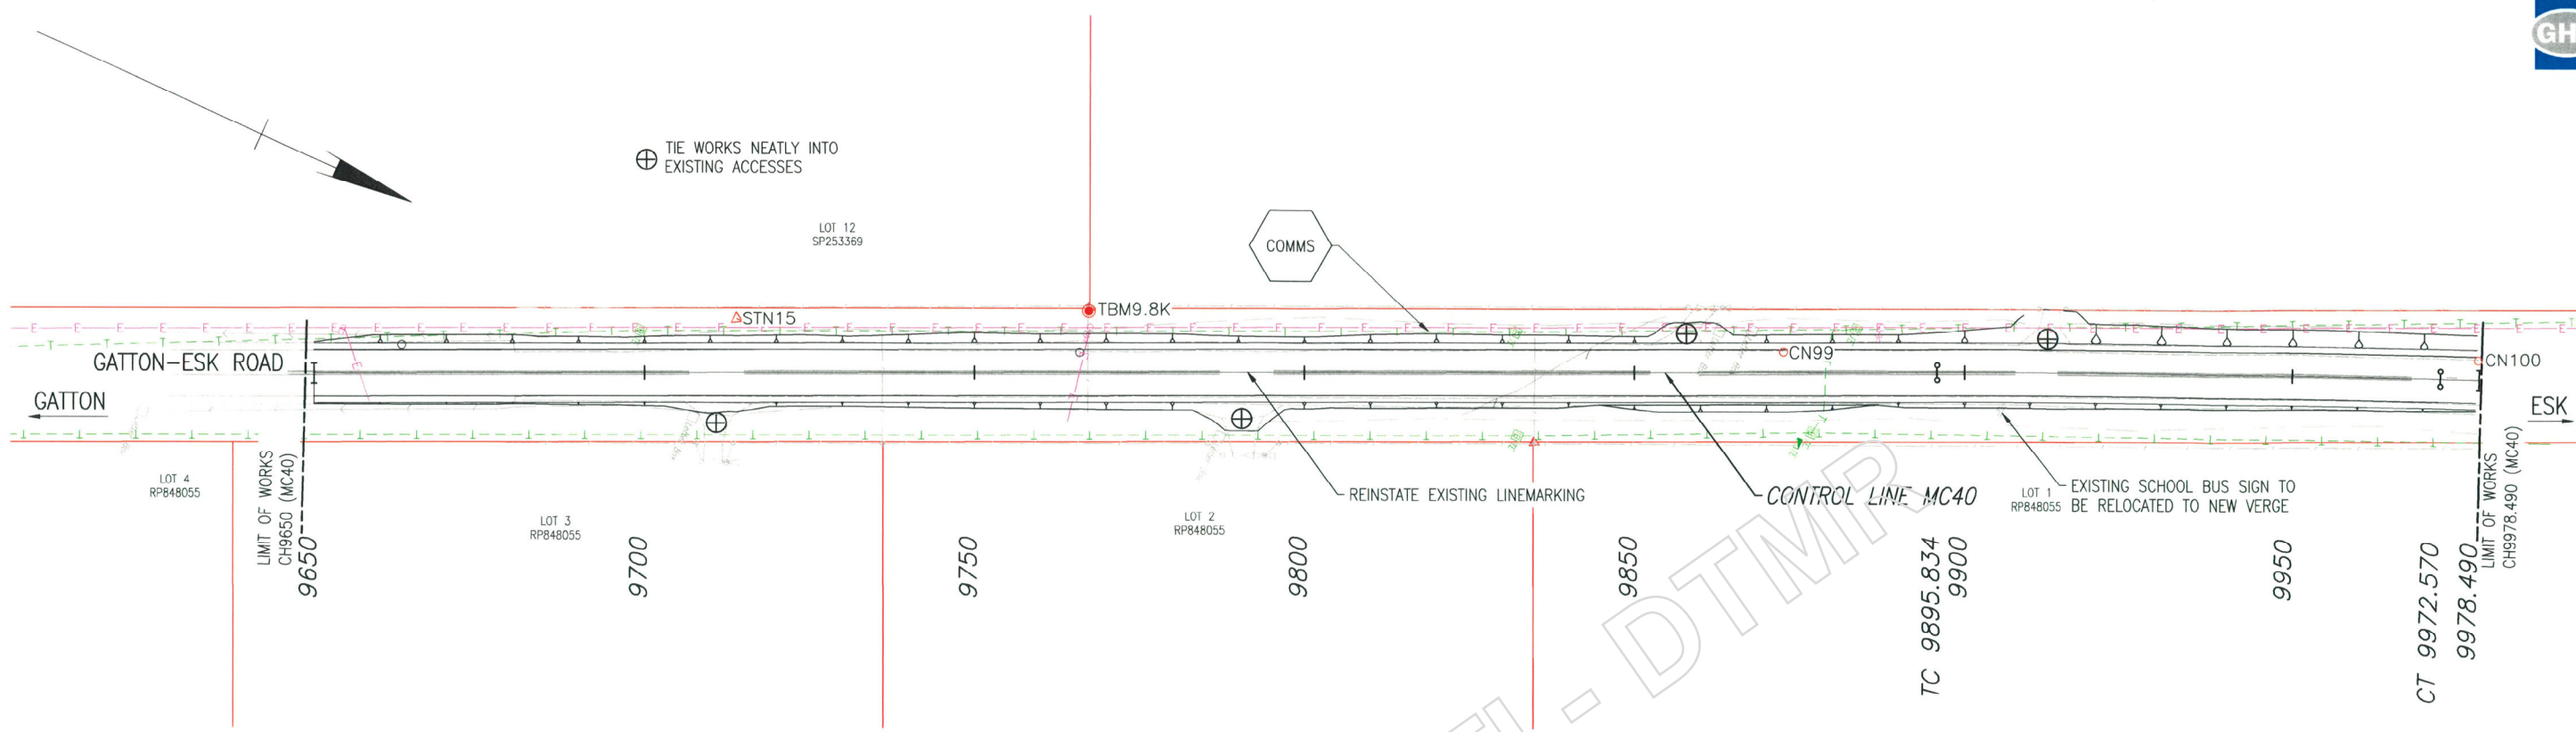 GH
TIE WORKS NEATLY INTO
EXISTING ACCESSES
LOT 12
SP253369
COMMS
STN15
TBM9.8K
E E E E E E E E
T T T T
GATTON-ESK ROAD
CN99
CN100
GATTON
ESK
LOT 4
RP848055
LIMIT OF WORKS
CH9650 (MC40)
LOT 3
RP848055
LOT 2
RP848055
REINSTATE EXISTING LINEMARKING
CONTROL LINE MC40
LOT 1
RP848055
EXISTING SCHOOL BUS SIGN TO
BE RELOCATED TO NEW VERGE
LIMIT OF WORKS
CH9978.490 (MC40)
9650
9700
9750
9800
9850
TC 9895.834
9900
9950
CT 9972.570
9978.490
- DTMR